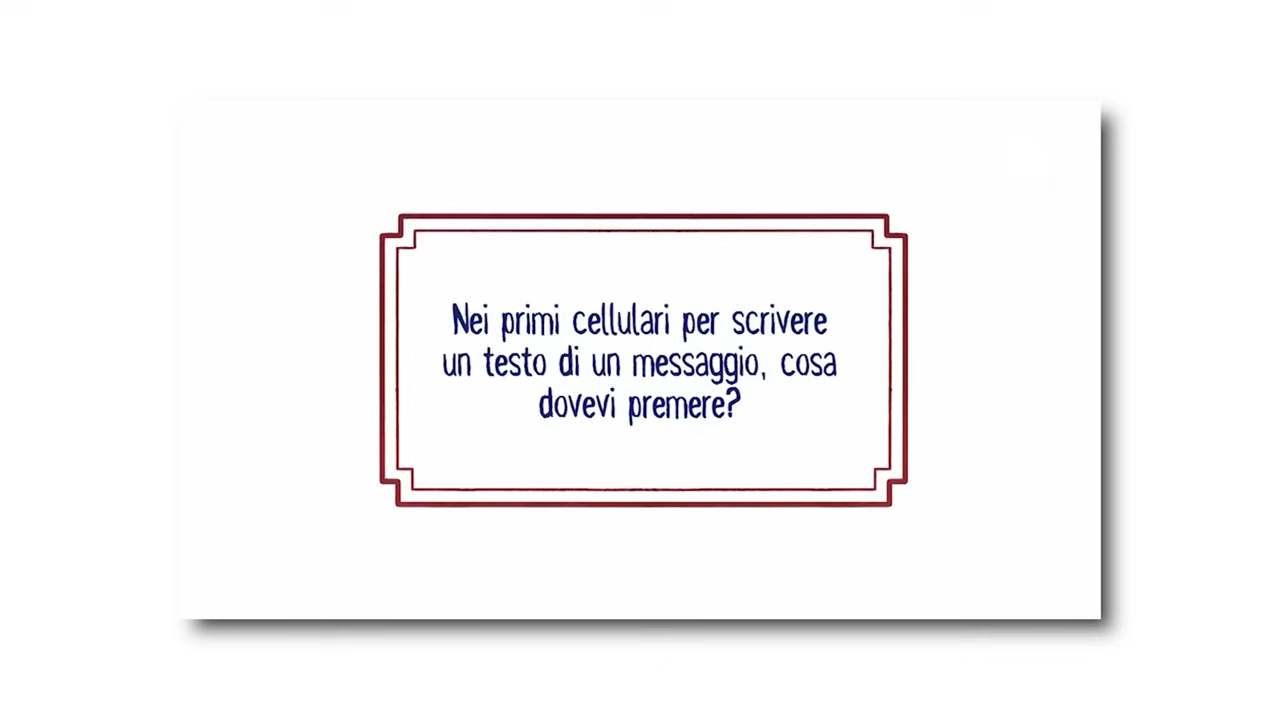 Nei primi cellulari per scrivere
un testo di un messaggio, cosa
dovevi premere?